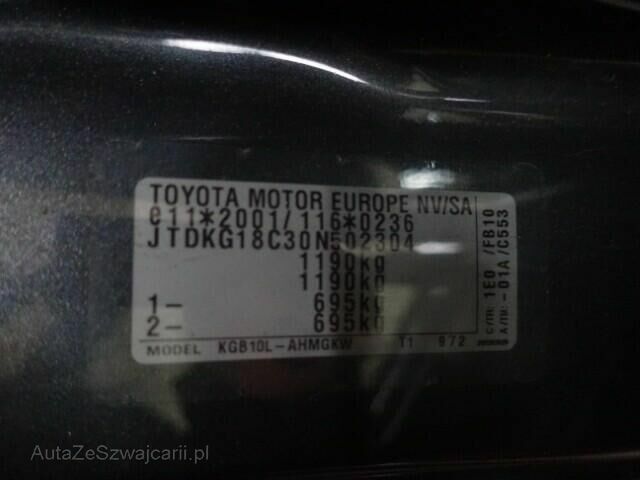 TOYOTA MOTOR EUROPE NV/SA
e11*2001/116*0236
JTDKG18C30N502304
1190kg
1190kg
1- 695kg
2- 695kg
MODEL KGB10L-AHMGKW T1 972
C/TR: 1E0 /FB10
A/TM: -01A/C553
AutaZeSzwajcarii.pl